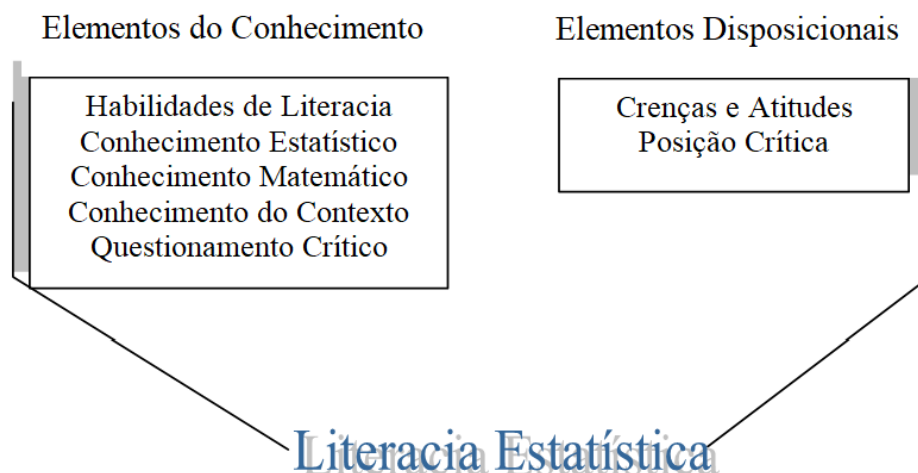 Elementos do Conhecimento
Habilidades de Literacia
Conhecimento Estatístico
Conhecimento Matemático
Conhecimento do Contexto
Questionamento Crítico
Elementos Disposicionais
Crenças e Atitudes
Posição Crítica
Literacia Estatística